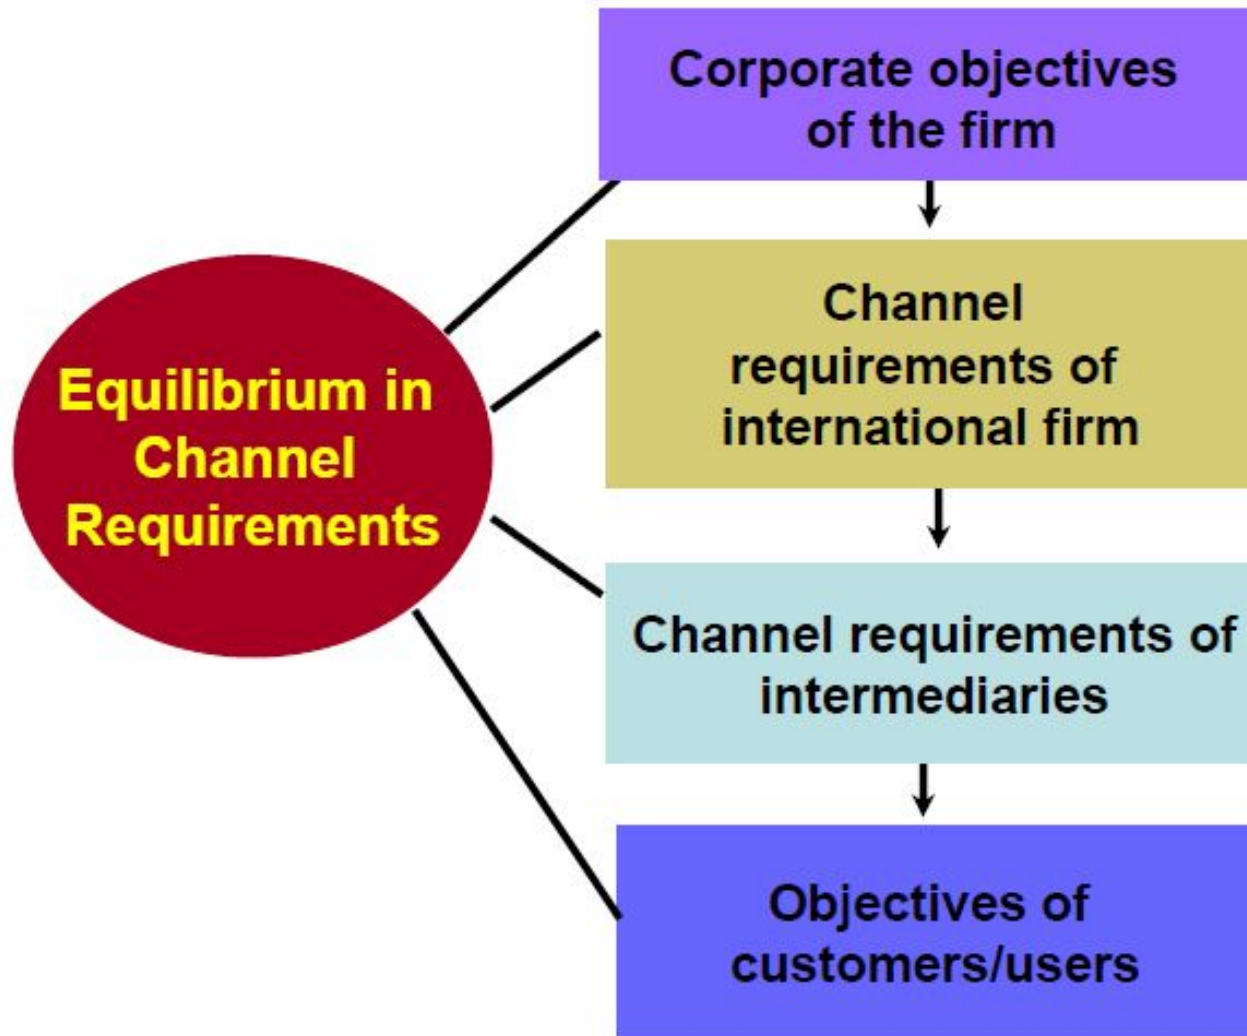 Corporate objectives
of the firm
Channel
requirements of
international firm
Equilibrium in
Channel
Requirements
Channel requirements of
intermediaries
Objectives of
customers/users